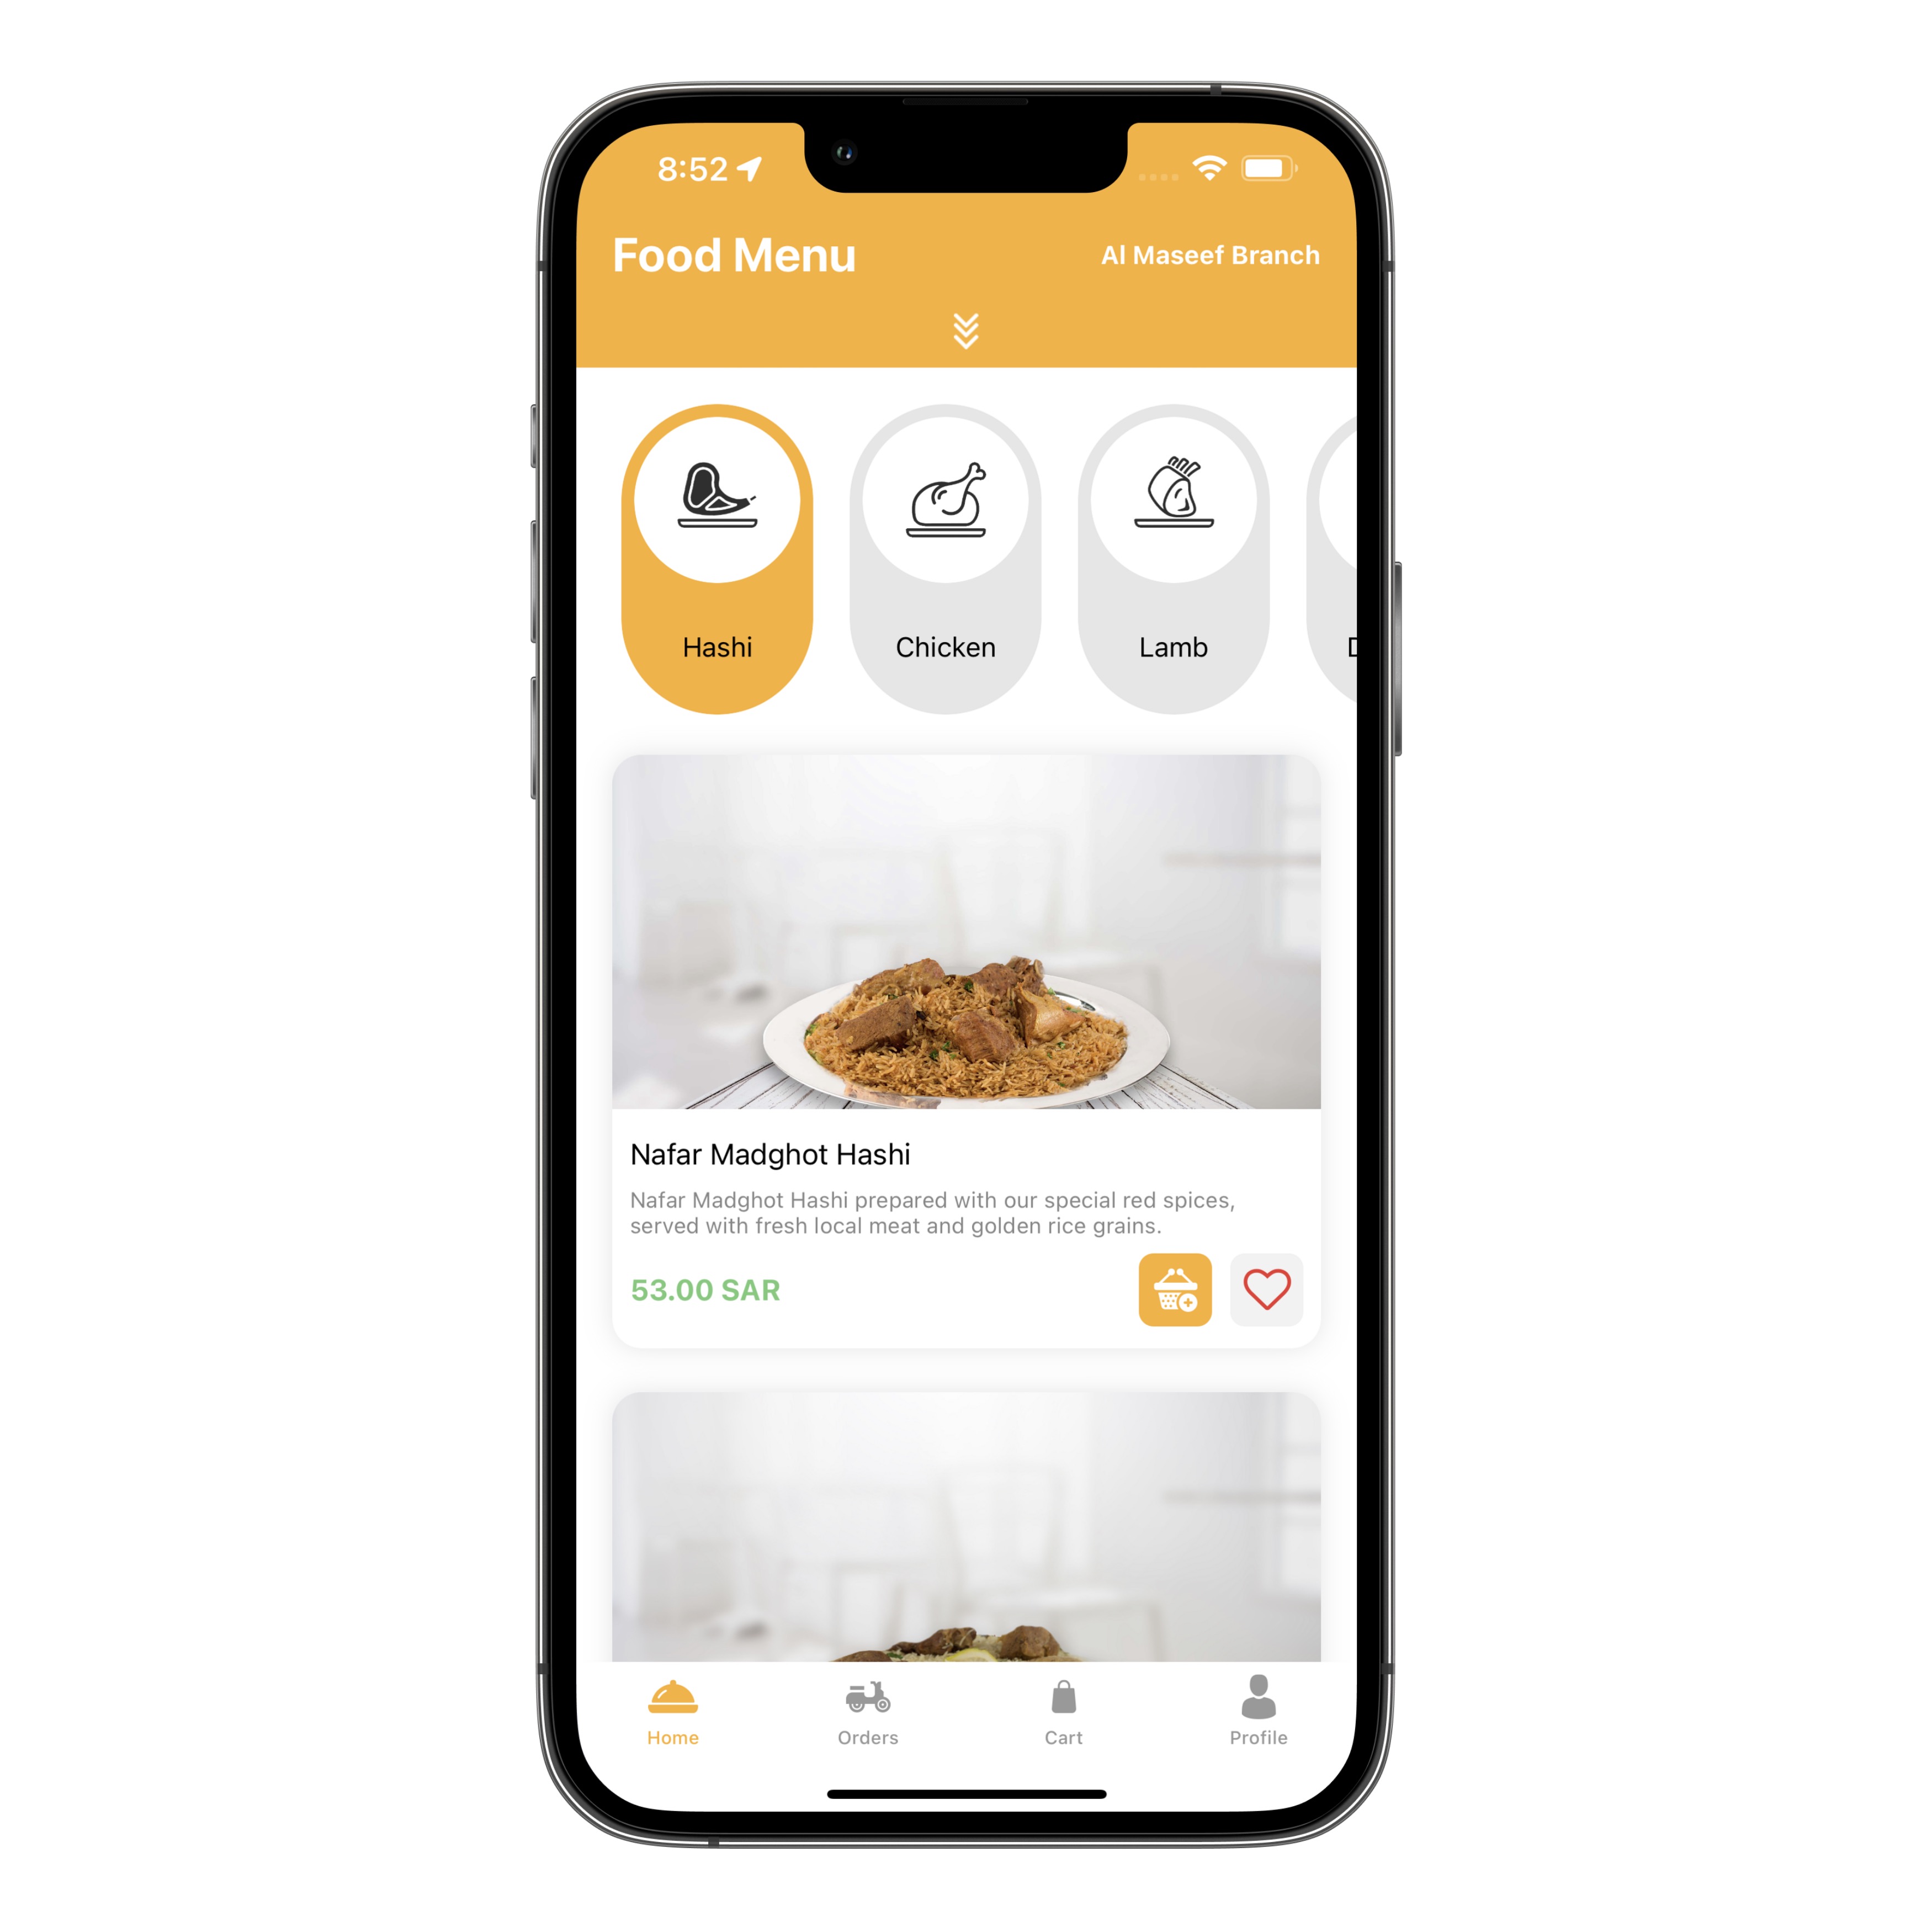 8:52
Food Menu
Al Maseef Branch
Hashi
Chicken
Lamb
Nafar Madghot Hashi
Nafar Madghot Hashi prepared with our special red spices,
served with fresh local meat and golden rice grains.
53.00 SAR
Home
Orders
Cart
Profile